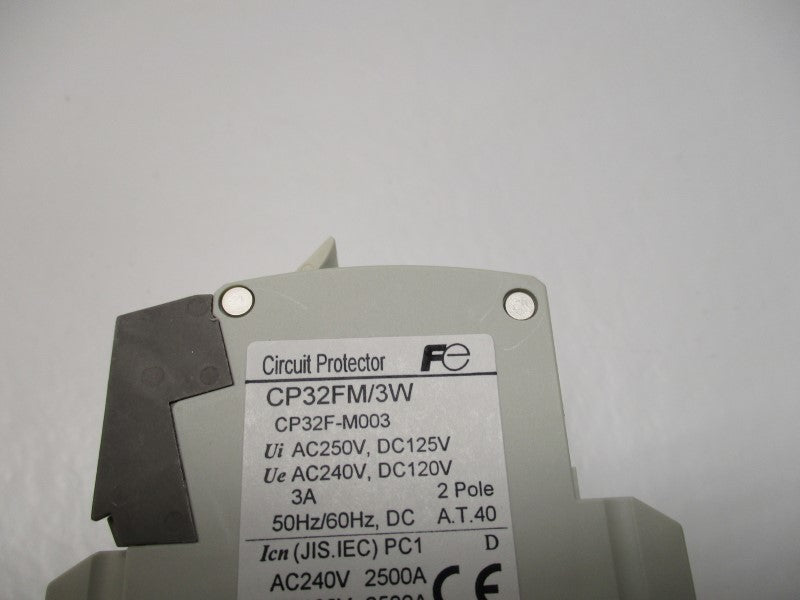 Circuit Protector Fe
CP32FM/3W
CP32F-M003
Ui AC250V, DC125V
Ue AC240V, DC120V
3A 2 Pole
50Hz/60Hz, DC A.T.40
Icn (JIS.IEC) PC1 D
AC240V 2500A CE